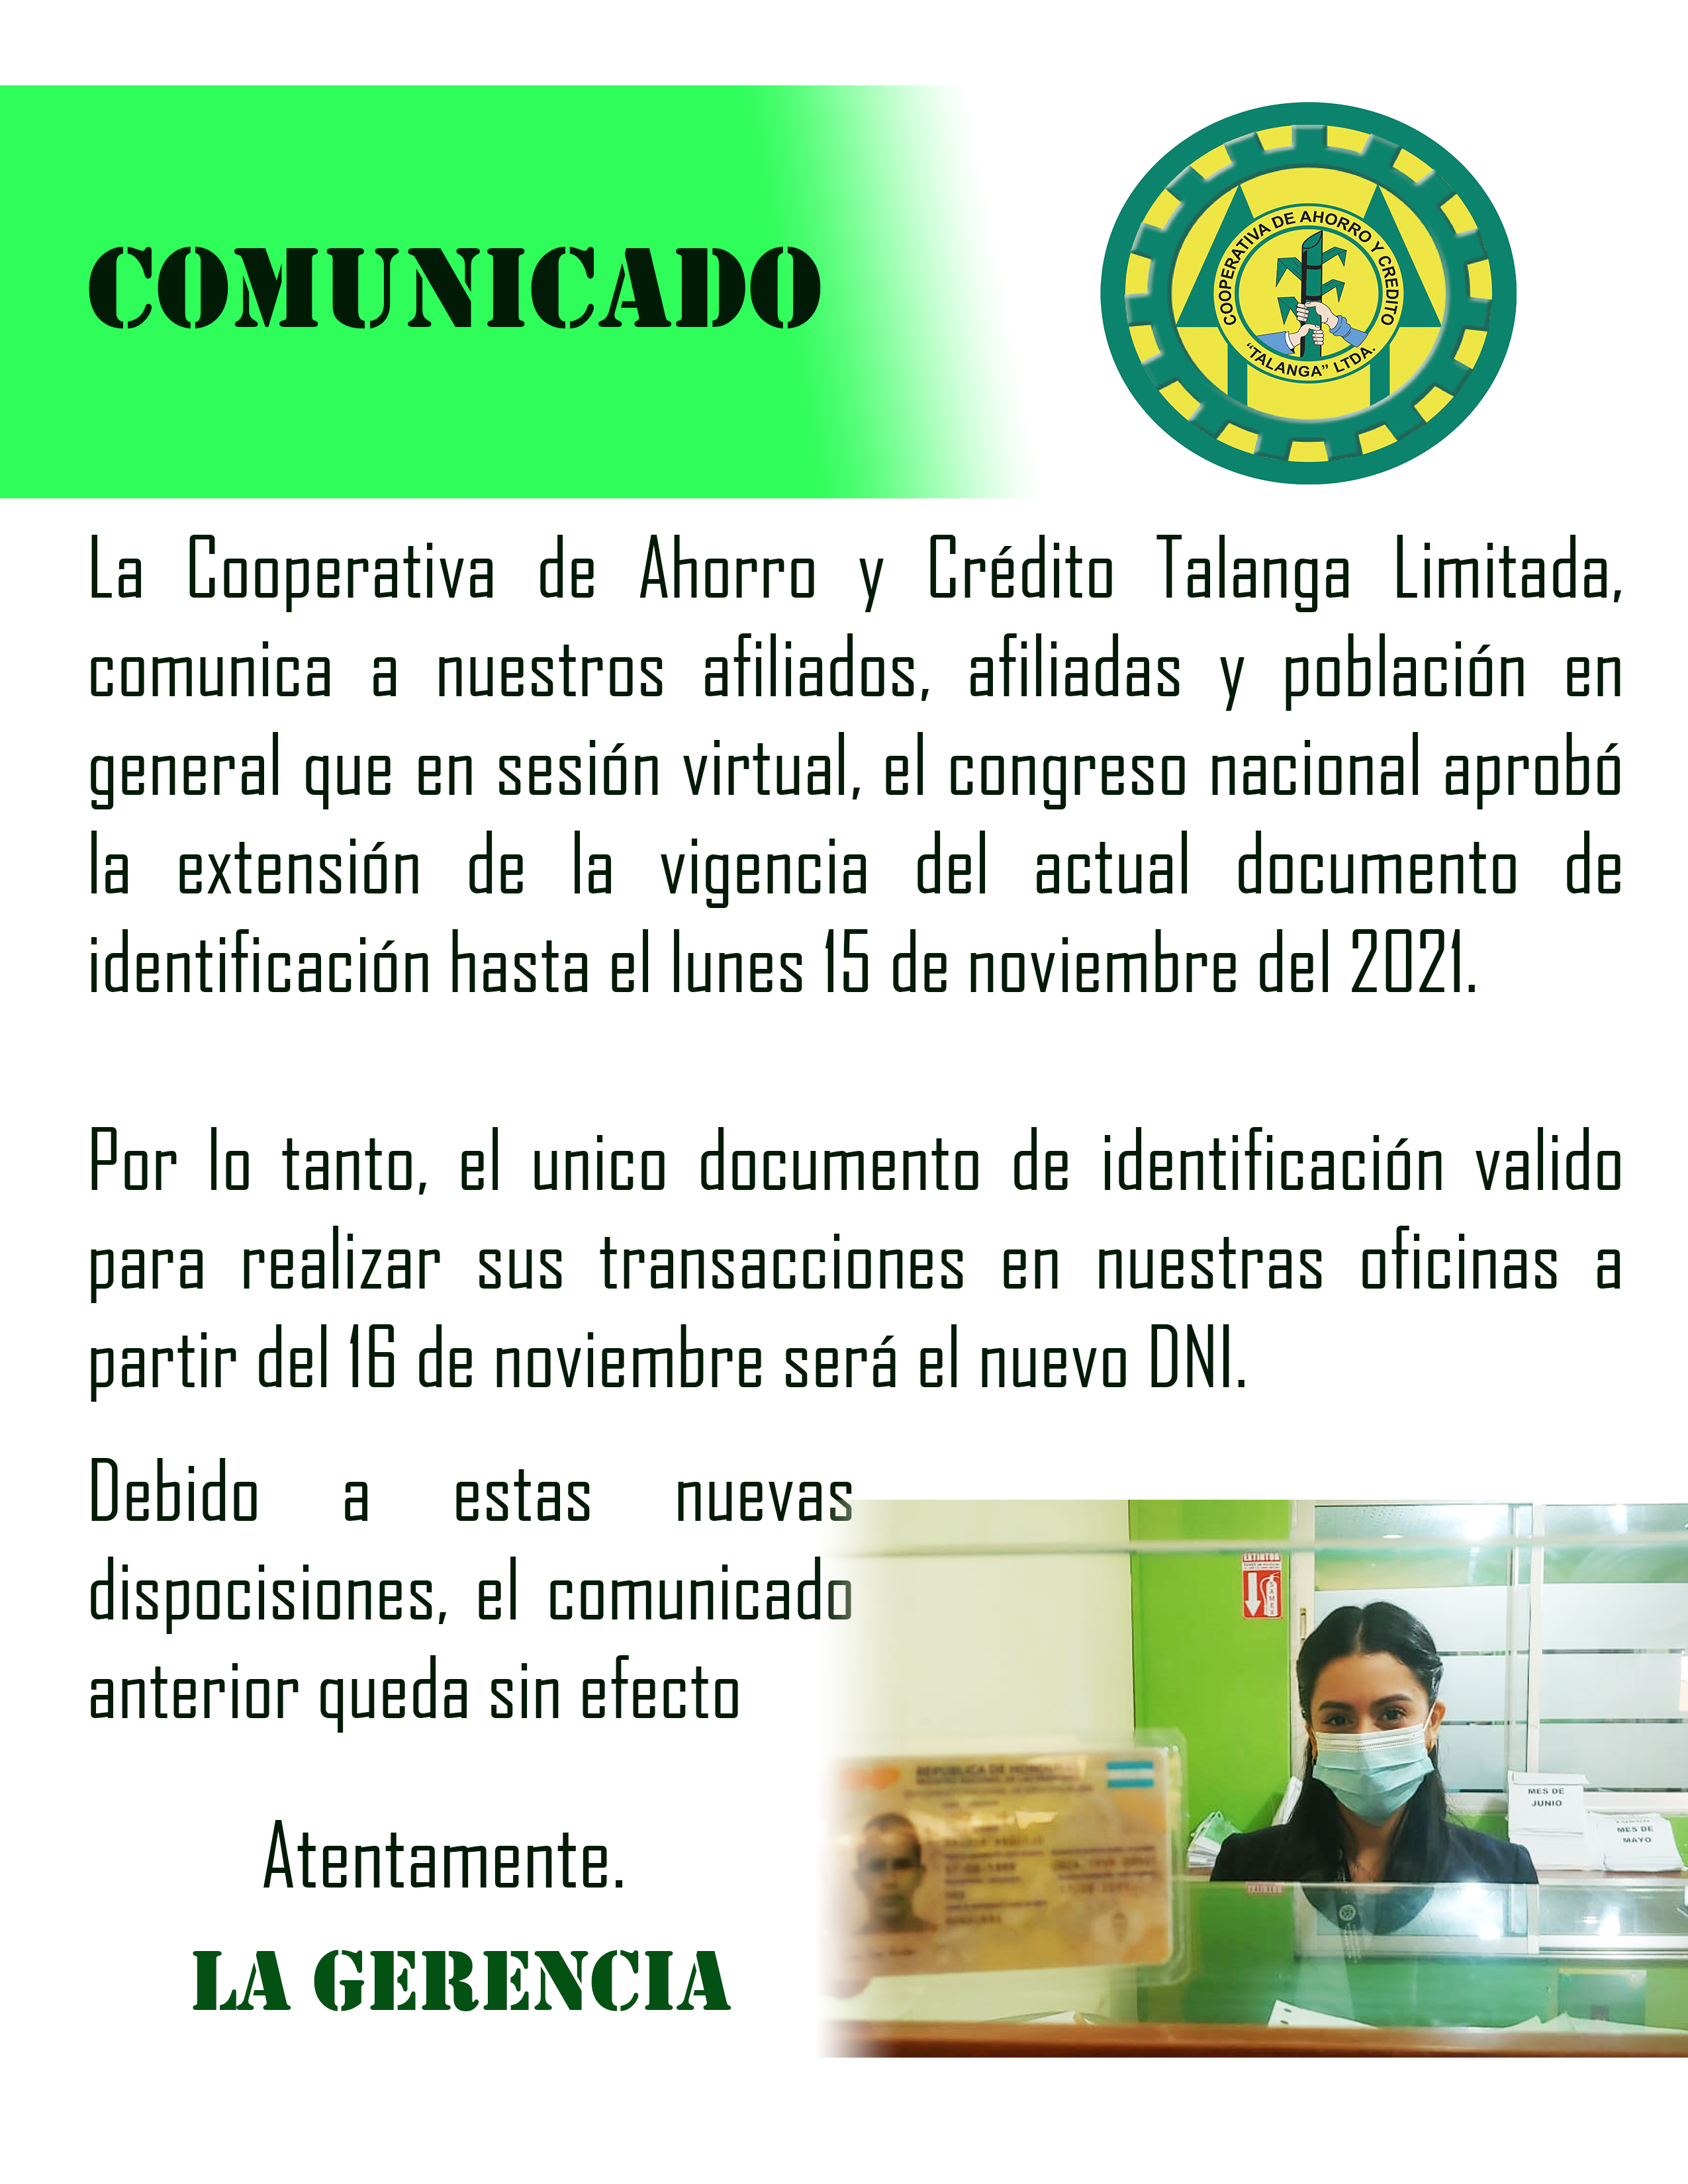 COMUNICADO
COOPERATIVA DE AHORRO Y CREDITO
"TALANGA" LTDA.
La Cooperativa de Ahorro y Crédito Talanga Limitada,
comunica a nuestros afiliados, afiliadas y población en
general que en sesión virtual, el congreso nacional aprobó
la extensión de la vigencia del actual documento de
identificación hasta el lunes 15 de noviembre del 2021.
Por lo tanto, el unico documento de identificación valido
para realizar sus transacciones en nuestras oficinas a
partir del 16 de noviembre será el nuevo DNI.
Debido a estas nuevas
dispocisiones, el comunicado
anterior queda sin efecto
Atentamente.
LA GERENCIA
EXTINTOR
REPÚBLICA DE HONDURAS
MES DE
JUNIO
MES DE
MAYO